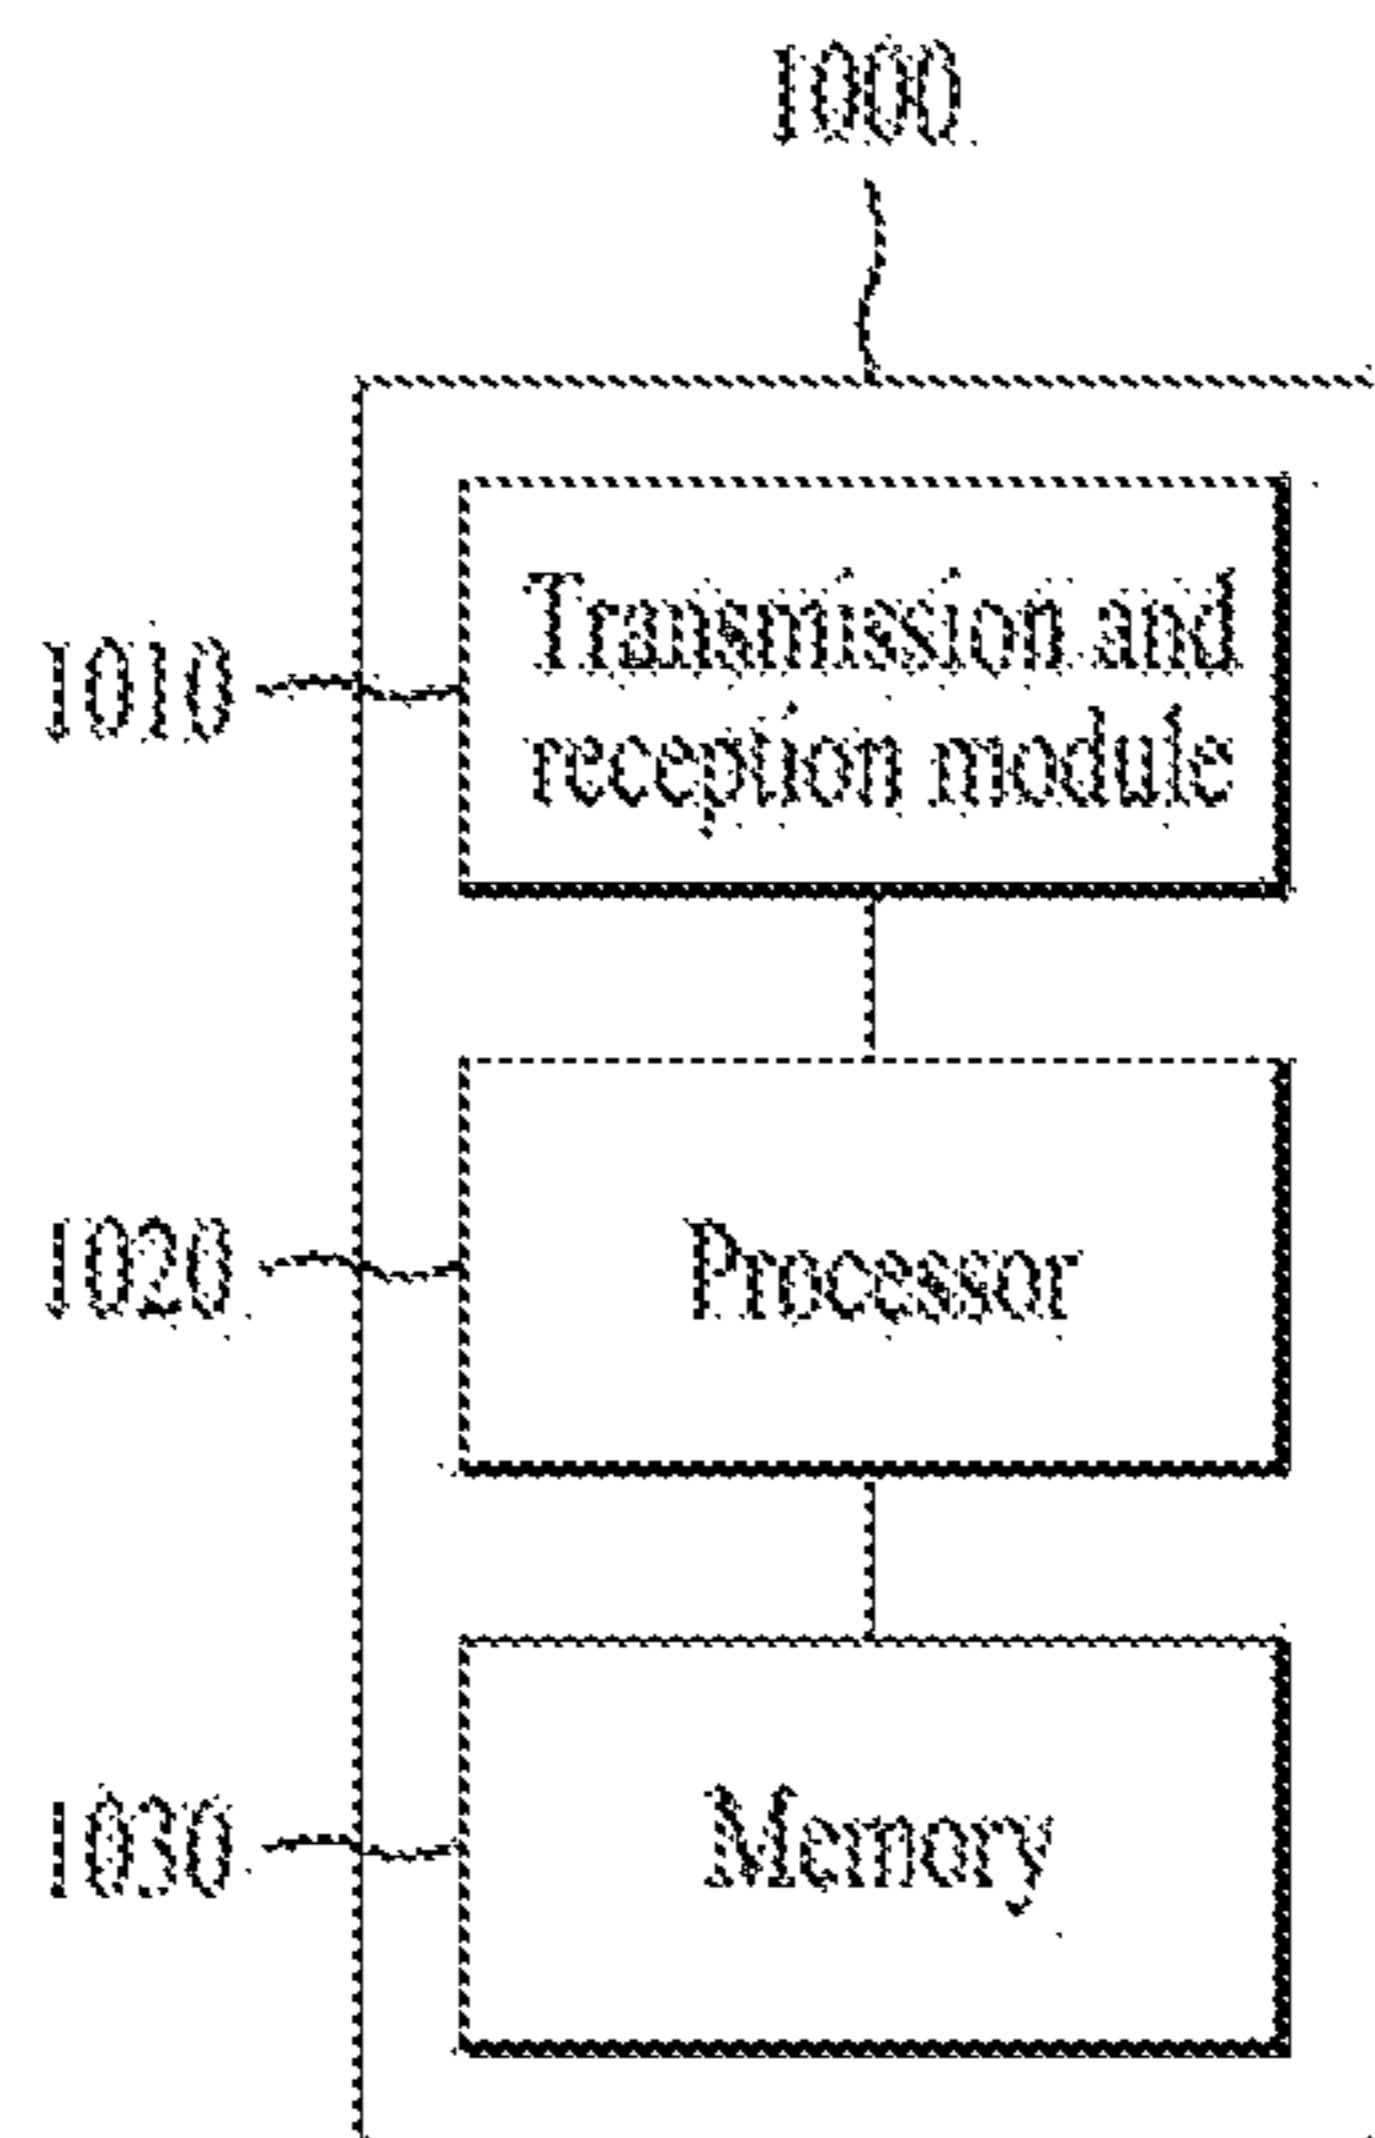 1000
1010
Transmission and
reception module
1020
Processor
1030
Memory